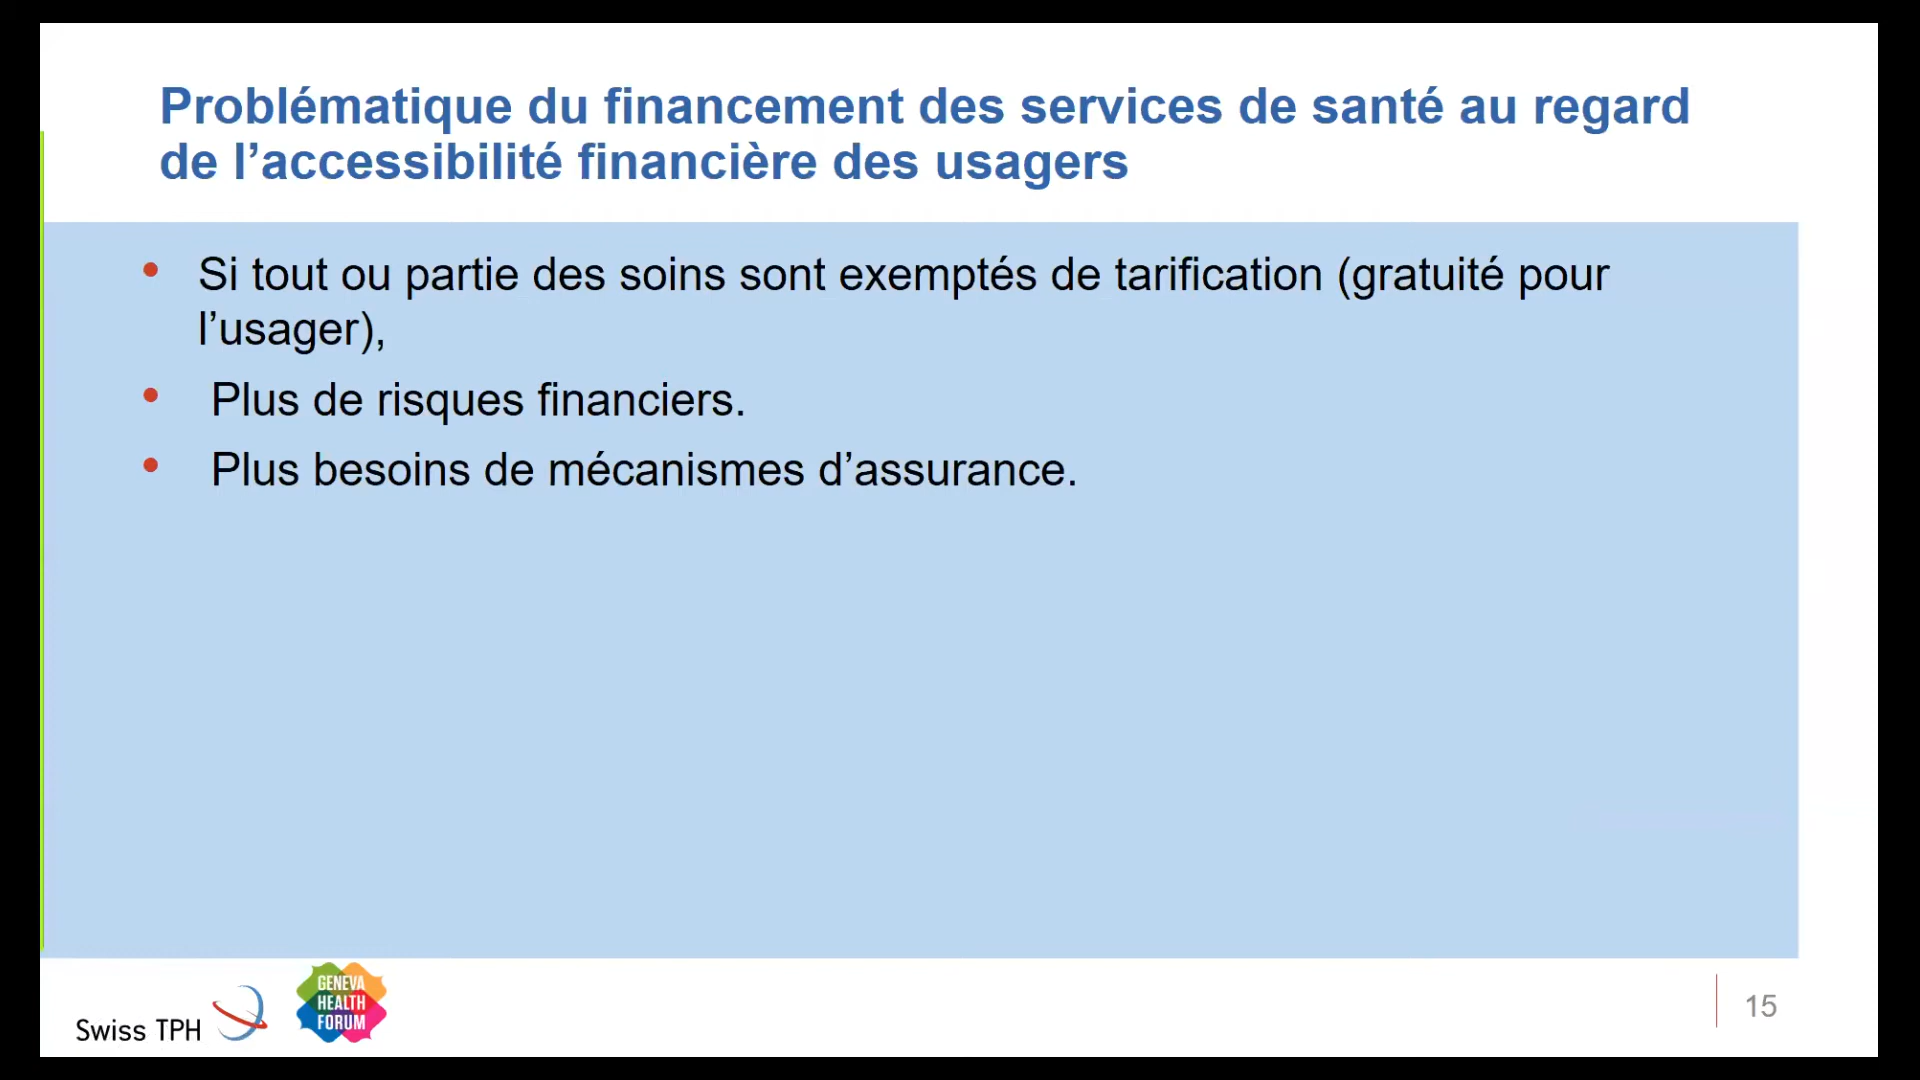 Problématique du financement des services de santé au regard
de l’accessibilité financière des usagers
• Si tout ou partie des soins sont exemptés de tarification (gratuité pour
l’usager),
• Plus de risques financiers.
• Plus besoins de mécanismes d’assurance.
Swiss TPH
GENEVA
HEALTH
FORUM
15